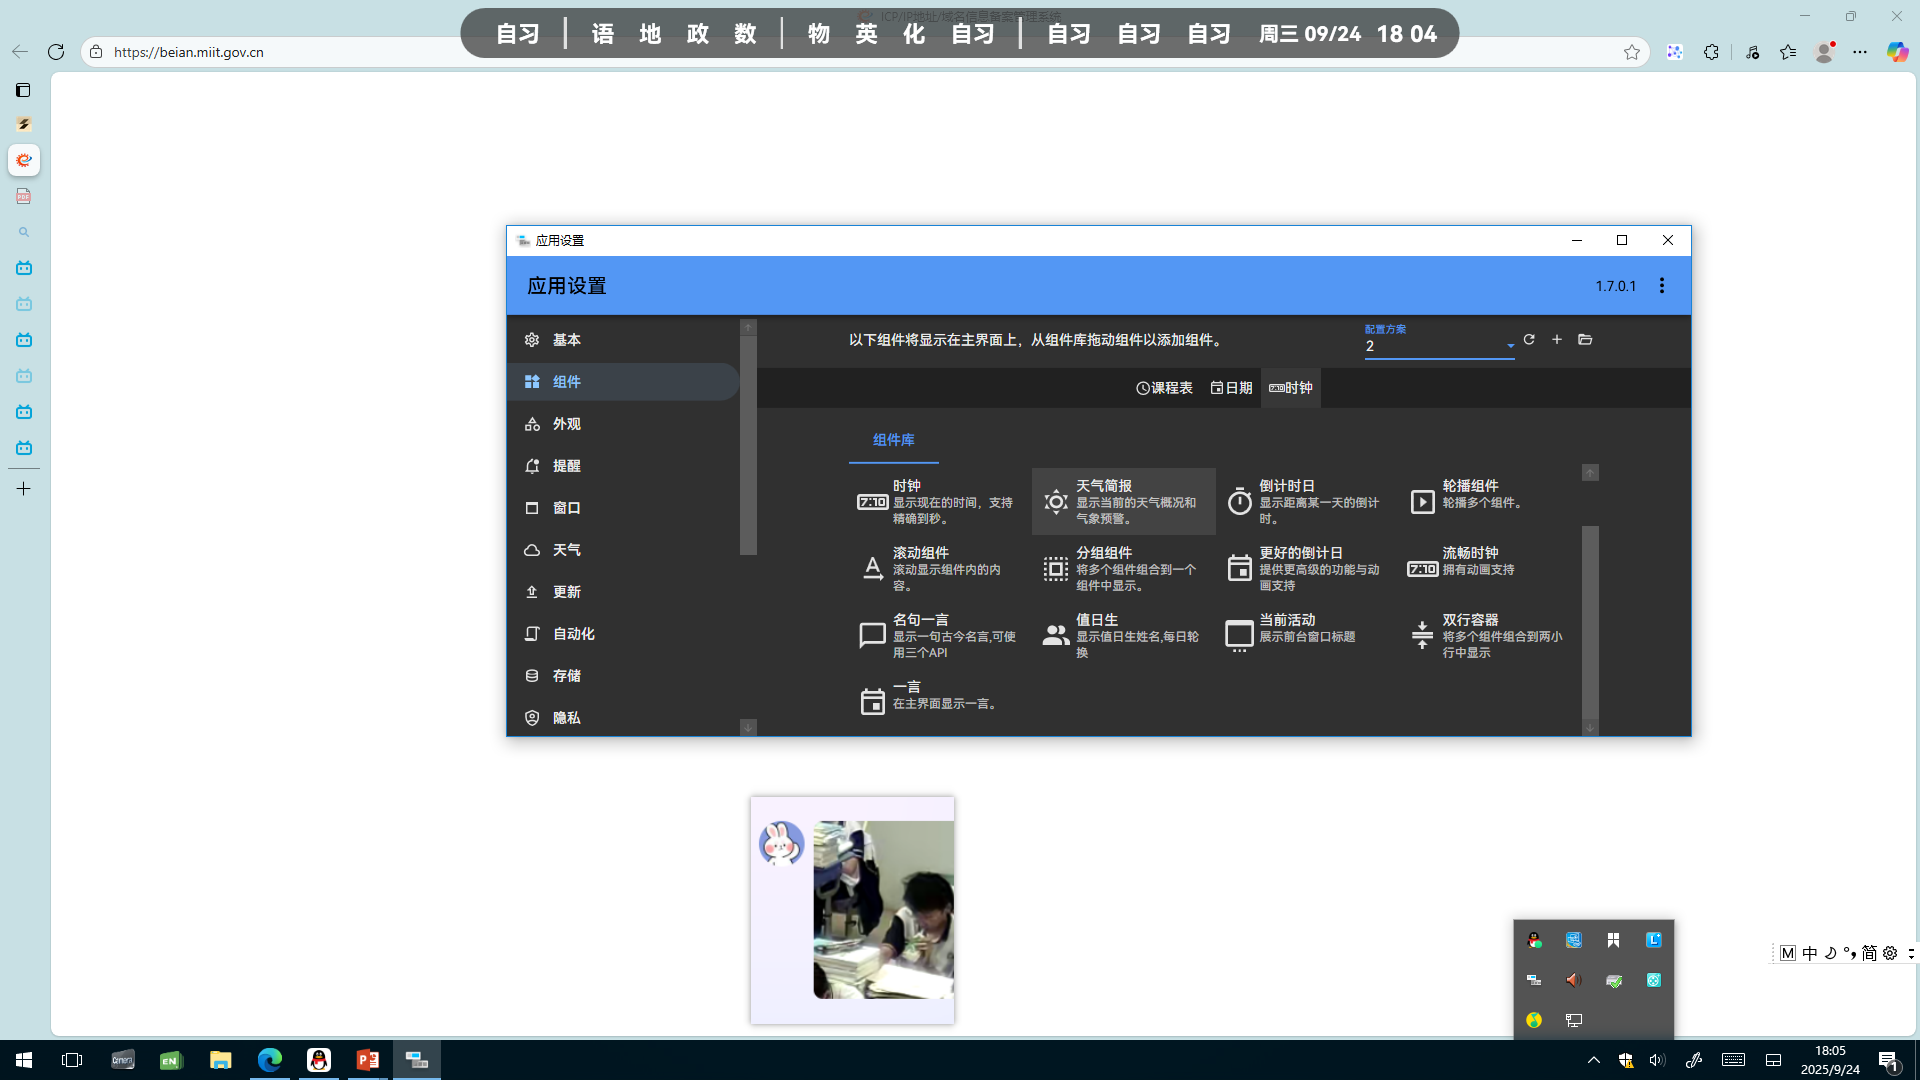 ICP/IP地址/域名信息备案管理系统
自习 | 语 地 政 数 | 物 英 化 自习 | 自习 自习 自习 周三 09/24 18 04
https://beian.miit.gov.cn
应用设置
应用设置
1.7.0.1
基本
组件
外观
提醒
窗口
天气
更新
自动化
存储
隐私
以下组件将显示在主界面上，从组件库拖动组件以添加组件。
配置方案
2
课程表
日期
7:10 时钟
组件库
7:10
时钟
显示现在的时间，支持
精确到秒。
天气简报
显示当前的天气概况和
气象预警。
倒计时日
显示距离某一天的倒计
时。
轮播组件
轮播多个组件。
滚动组件
滚动显示组件内的内
容。
分组组件
将多个组件组合到一个
组件中显示。
更好的倒计日
提供更高级的功能与动
画支持
7:10
流畅时钟
拥有动画支持
名句一言
显示一句古今名言,可使
用三个API
值日生
显示值日生姓名,每日轮
换
当前活动
展示前台窗口标题
双行容器
将多个组件组合到两小
行中显示
一言
在主界面显示一言。
M 中 简
EN
18:05
2025/9/24
1